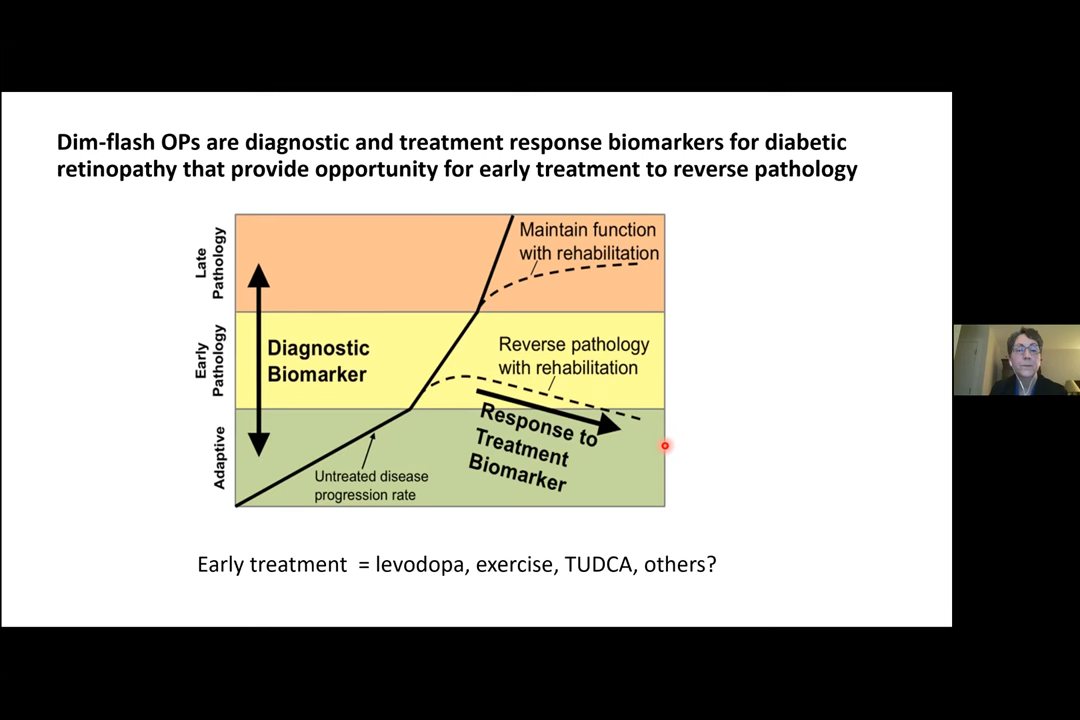 Dim-flash OPs are diagnostic and treatment response biomarkers for diabetic
retinopathy that provide opportunity for early treatment to reverse pathology
Late
Pathology
Early
Pathology
Adaptive
Maintain function
with rehabilitation
Diagnostic
Biomarker
Reverse pathology
with rehabilitation
Response to
Treatment
Biomarker
Untreated disease
progression rate
Early treatment = levodopa, exercise, TUDCA, others?